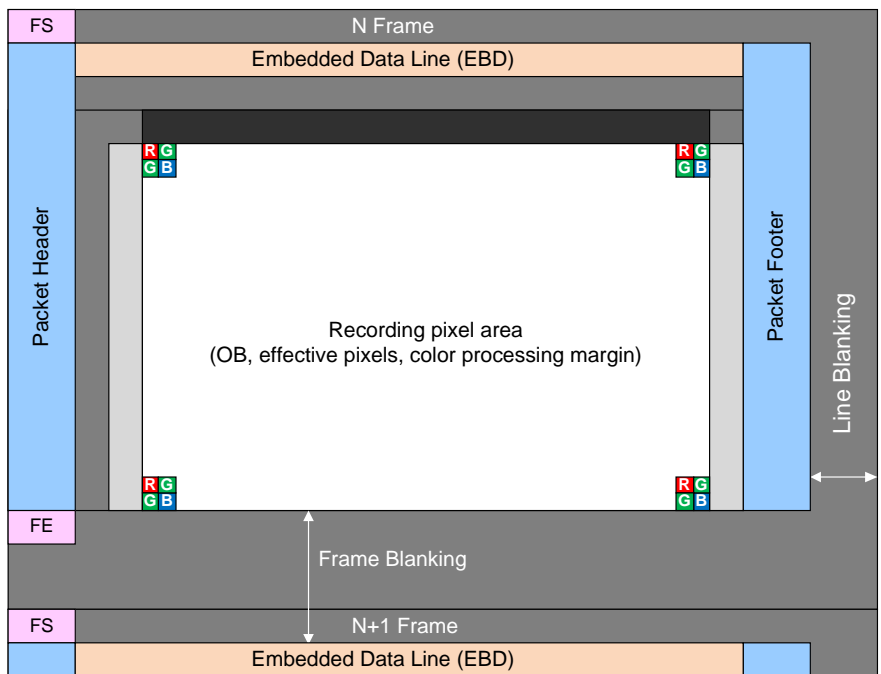 FS
N Frame
Embedded Data Line (EBD)
R G
G B
R G
G B
Packet Header
Recording pixel area
(OB, effective pixels, color processing margin)
Packet Footer
Line Blanking
R G
G B
R G
G B
FE
Frame Blanking
FS
N+1 Frame
Embedded Data Line (EBD)